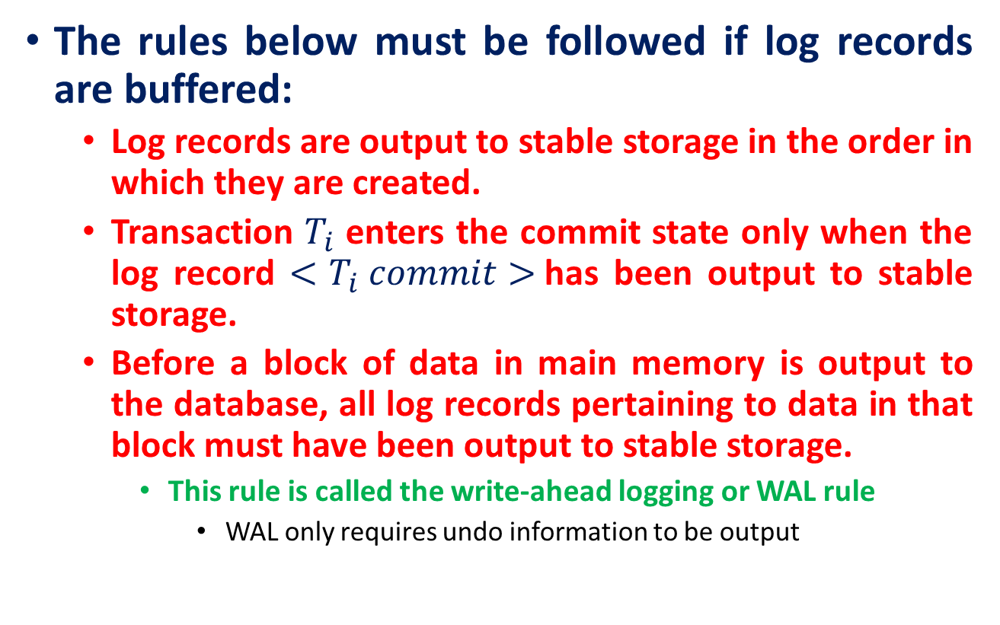 • The rules below must be followed if log records
are buffered:
• Log records are output to stable storage in the order in
which they are created.
• Transaction T_i enters the commit state only when the
log record < T_i commit > has been output to stable
storage.
• Before a block of data in main memory is output to
the database, all log records pertaining to data in that
block must have been output to stable storage.
• This rule is called the write-ahead logging or WAL rule
• WAL only requires undo information to be output